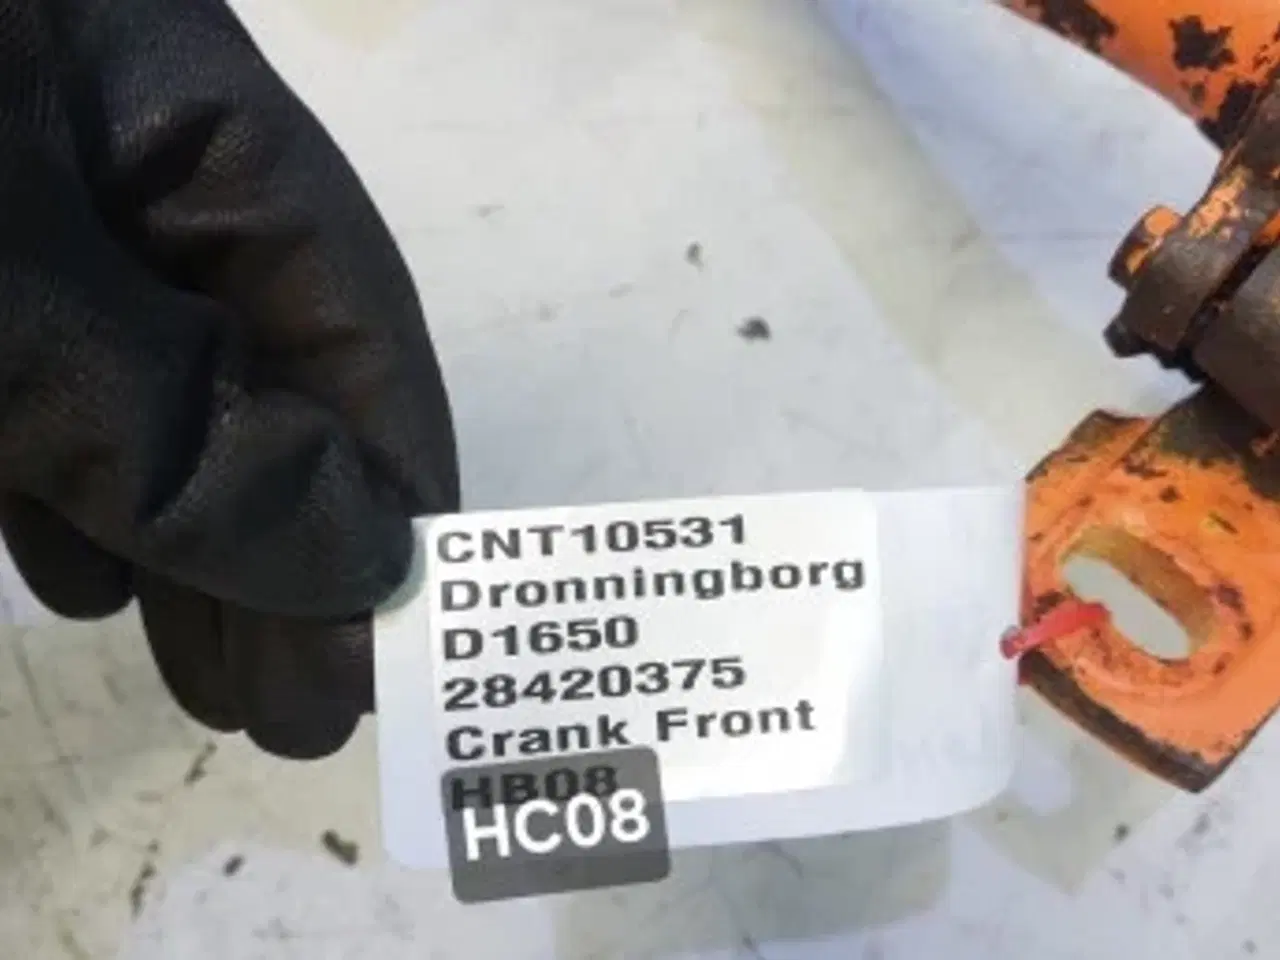 CNT10531
Dronningborg
D1650
28420375
Crank Front
HB08
HC08